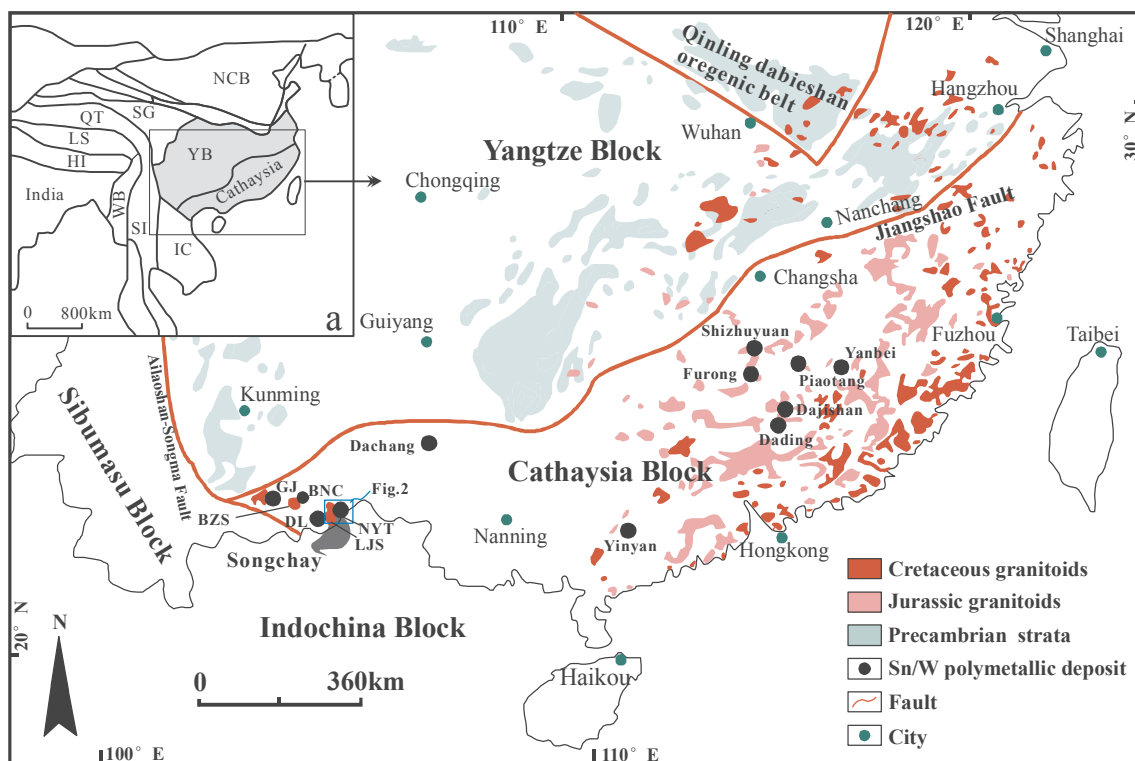 110° E
120° E
Shanghai
Qinling dabieshan
oregenic belt
Hangzhou
30° N
Wuhan
Yangtze Block
NCB
SG
QT
LS
HI
YB
Cathaysia
India
WB
SI
IC
0 800km
a
Chongqing
Nanchang
Jiangshao Fault
Changsha
Guiyang
Shizhuyuan
Fuzhou
Taibei
Yanbei
Furong
Piaotang
Ailaoshan-Songma Fault
Kunming
Sibumasu Block
Dajishan
Dading
Dachang
Cathaysia Block
GJ
BNC
Fig.2
BZS
DL
NYT
LJS
Nanning
Yinyan
Hongkong
Songchay
Cretaceous granitoids
Jurassic granitoids
Indochina Block
Precambrian strata
N
20° N
Haikou
Sn/W polymetallic deposit
0 360km
Fault
City
100° E
110° E